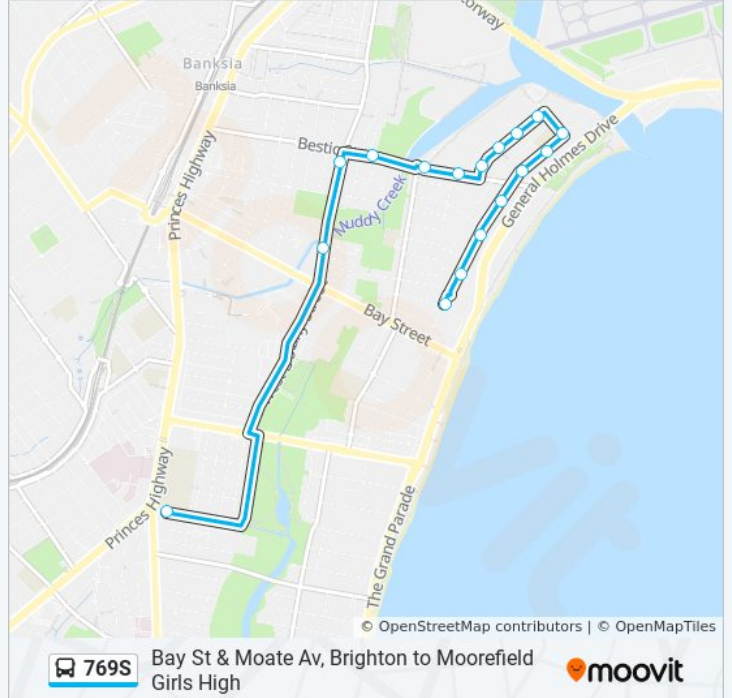 Banksia
Banksia
Princes Highway
Muddy Creek
General Holmes Drive
Bay Street
Princes Highway
The Grand Parade
© OpenStreetMap contributors | © OpenMapTiles
769S
Bay St & Moate Av, Brighton to Moorefield
Girls High
moovit